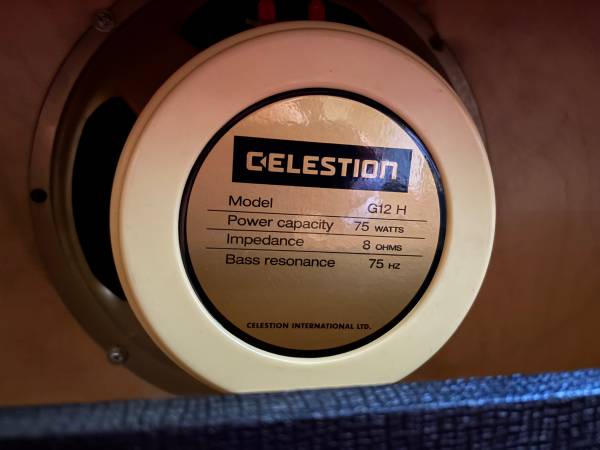 CELESTION
Model G12 H
Power capacity 75 WATTS
Impedance 8 OHMS
Bass resonance 75 HZ
CELESTION INTERNATIONAL LTD.